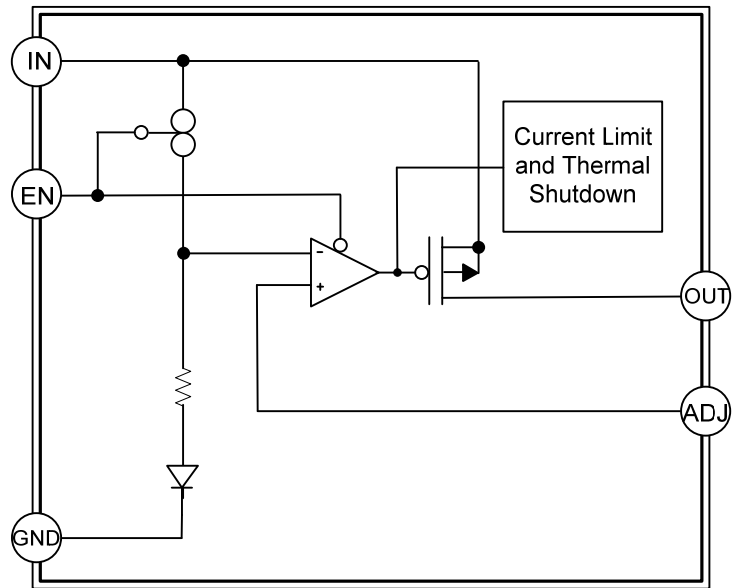 IN
Current Limit
and Thermal
Shutdown
EN
-
+
OUT
ADJ
GND